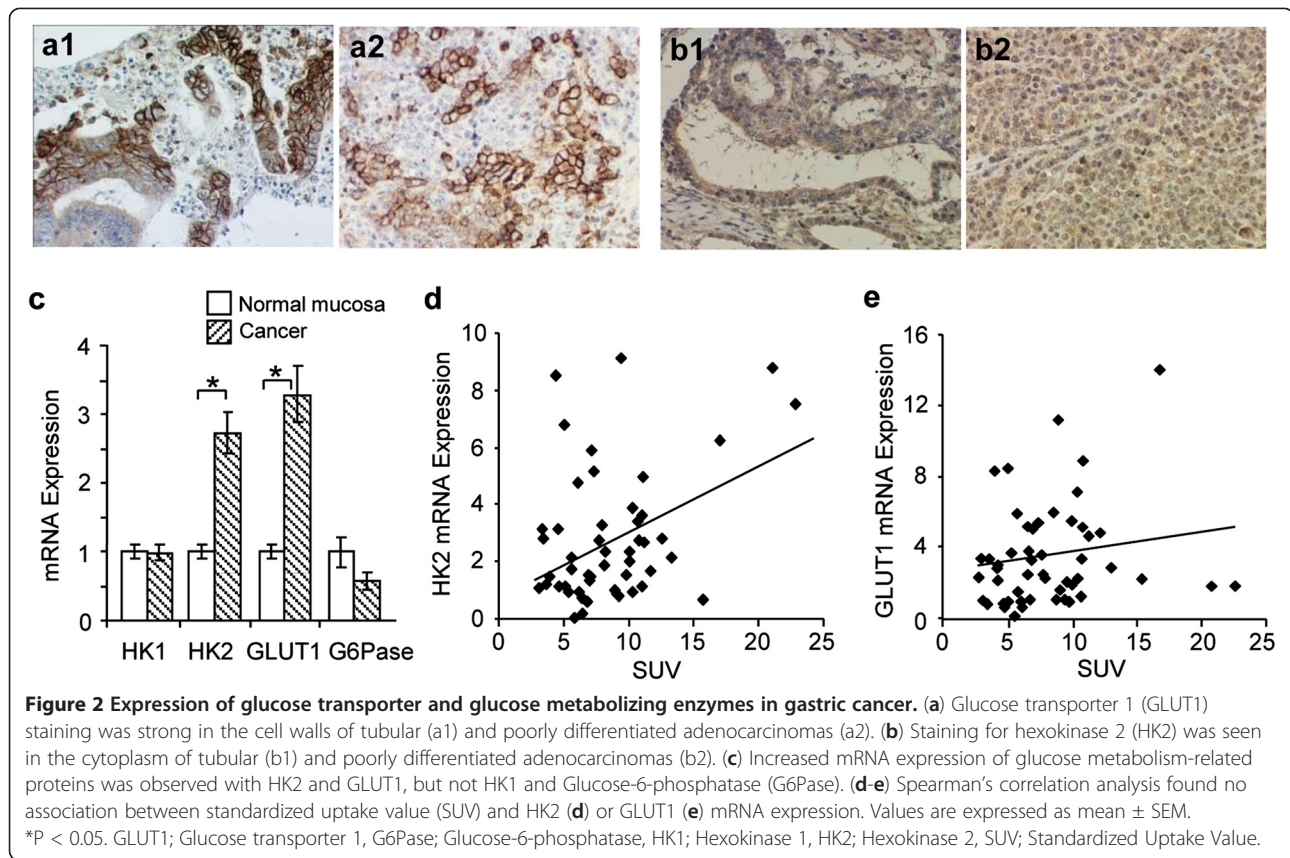 a1
a2
b1
b2
c
Normal mucosa
Cancer
mRNA Expression
4
3
2
1
0
*
*
HK1 HK2 GLUT1 G6Pase
d
HK2 mRNA Expression
10
8
6
4
2
0
0 5 10 15 20 25
SUV
e
GLUT1 mRNA Expression
16
12
8
4
0
0 5 10 15 20 25
SUV
Figure 2 Expression of glucose transporter and glucose metabolizing enzymes in gastric cancer. (a) Glucose transporter 1 (GLUT1)
staining was strong in the cell walls of tubular (a1) and poorly differentiated adenocarcinomas (a2). (b) Staining for hexokinase 2 (HK2) was seen
in the cytoplasm of tubular (b1) and poorly differentiated adenocarcinomas (b2). (c) Increased mRNA expression of glucose metabolism-related
proteins was observed with HK2 and GLUT1, but not HK1 and Glucose-6-phosphatase (G6Pase). (d-e) Spearman's correlation analysis found no
association between standardized uptake value (SUV) and HK2 (d) or GLUT1 (e) mRNA expression. Values are expressed as mean ± SEM.
*P < 0.05. GLUT1; Glucose transporter 1, G6Pase; Glucose-6-phosphatase, HK1; Hexokinase 1, HK2; Hexokinase 2, SUV; Standardized Uptake Value.